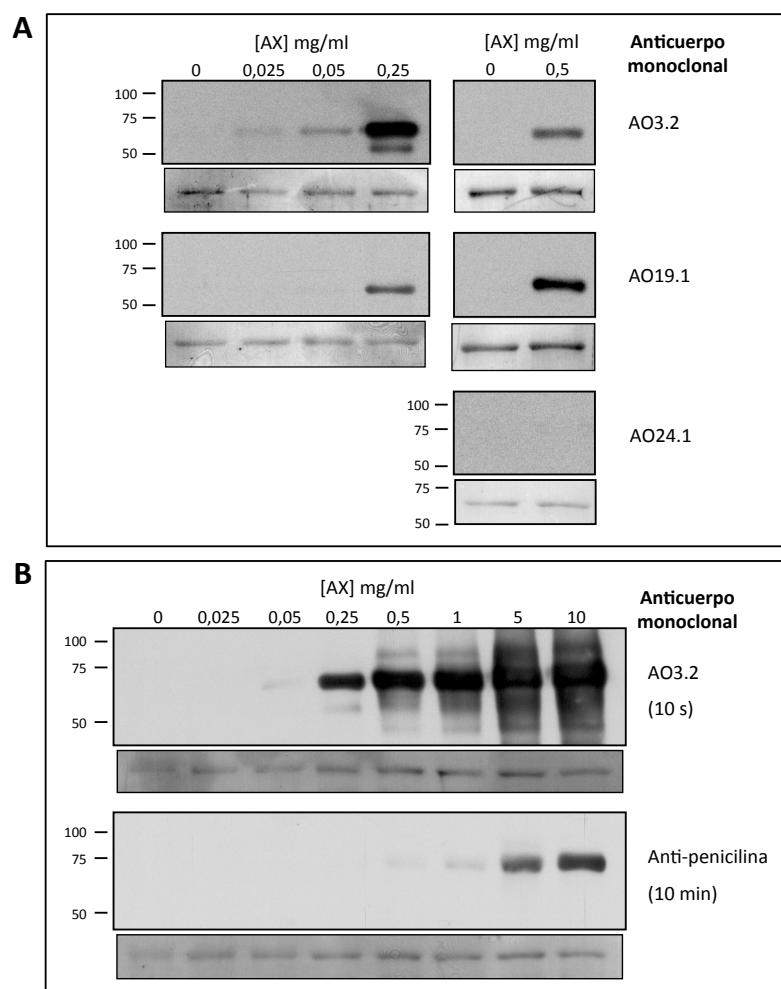 A
[AX] mg/ml [AX] mg/ml Anticuerpo
monoclonal
0 0,025 0,05 0,25 0 0,5
100
75
50
AO3.2
100
75
50
AO19.1
100
75
50
AO24.1
75
50
B
[AX] mg/ml Anticuerpo
monoclonal
0 0,025 0,05 0,25 0,5 1 5 10
100
75
50
AO3.2
(10 s)
100
75
50
Anti-penicilina
(10 min)